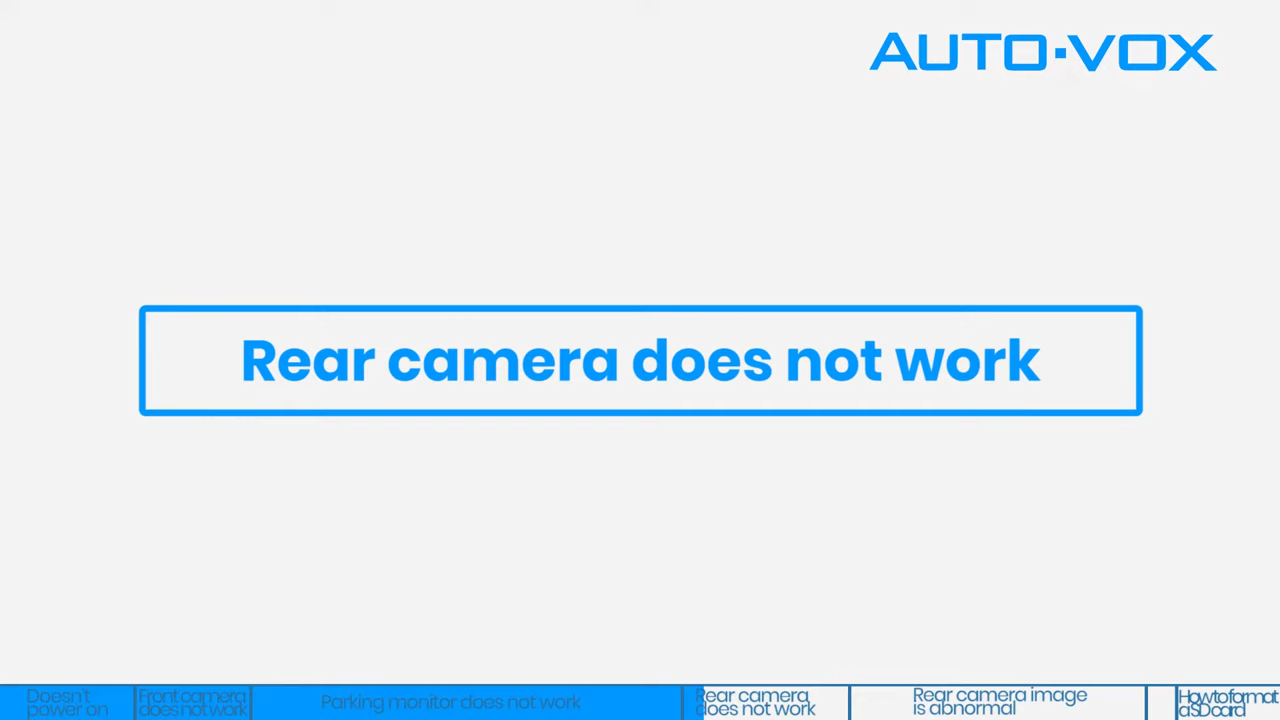 AUTO-VOX
Rear camera does not work
Doesn't
power on
Front camera
does not work
Parking monitor does not work
Rear camera
does not work
Rear camera image
is abnormal
How to format
a SD card